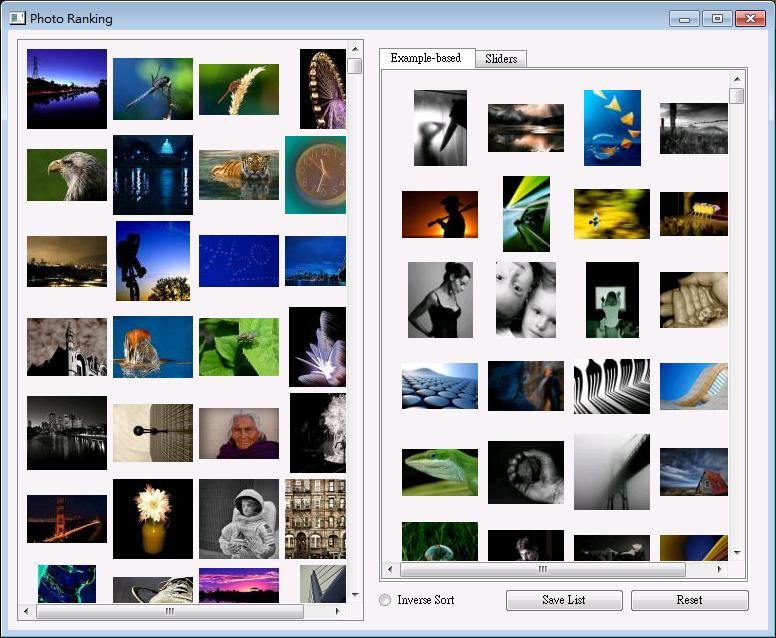 Photo Ranking
Example-based
Sliders
Inverse Sort
Save List
Reset